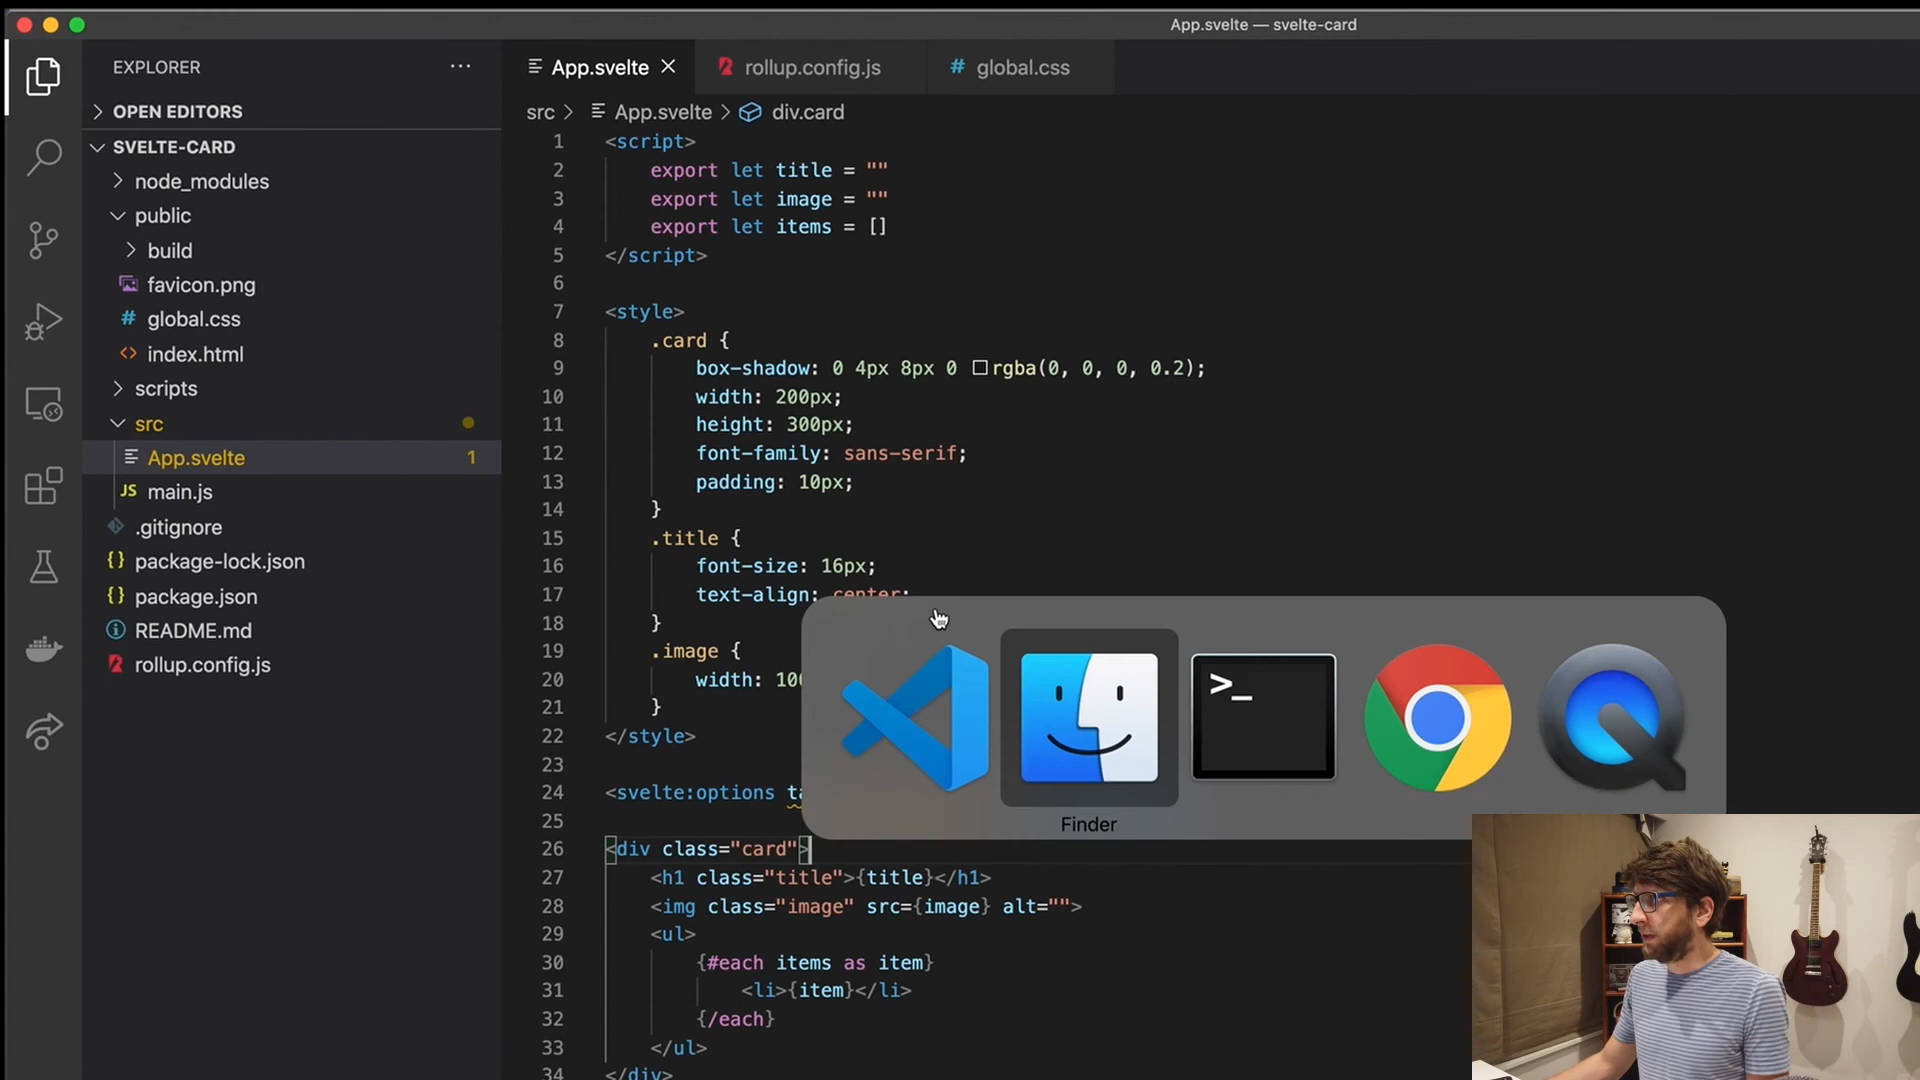 App.svelte — svelte-card
EXPLORER
OPEN EDITORS
SVELTE-CARD
node_modules
public
build
favicon.png
global.css
index.html
scripts
src
App.svelte 1
main.js
.gitignore
package-lock.json
package.json
README.md
rollup.config.js
App.svelte
rollup.config.js
global.css
src > App.svelte > div.card
1 <script>
2 export let title = ""
3 export let image = ""
4 export let items = []
5 </script>
6
7 <style>
8 .card {
9 box-shadow: 0 4px 8px 0 rgba(0, 0, 0, 0.2);
10 width: 200px;
11 height: 300px;
12 font-family: sans-serif;
13 padding: 10px;
14 }
15 .title {
16 font-size: 16px;
17 text-align: center;
18 }
19 .image {
20 width: 100
21 }
22 </style>
23
24 <svelte:options ta
25
26 <div class="card">
27 <h1 class="title">{title}</h1>
28 <img class="image" src={image} alt="">
29 <ul>
30 {#each items as item}
31 <li>{item}</li>
32 {/each}
33 </ul>
34 </div>
>_
Finder